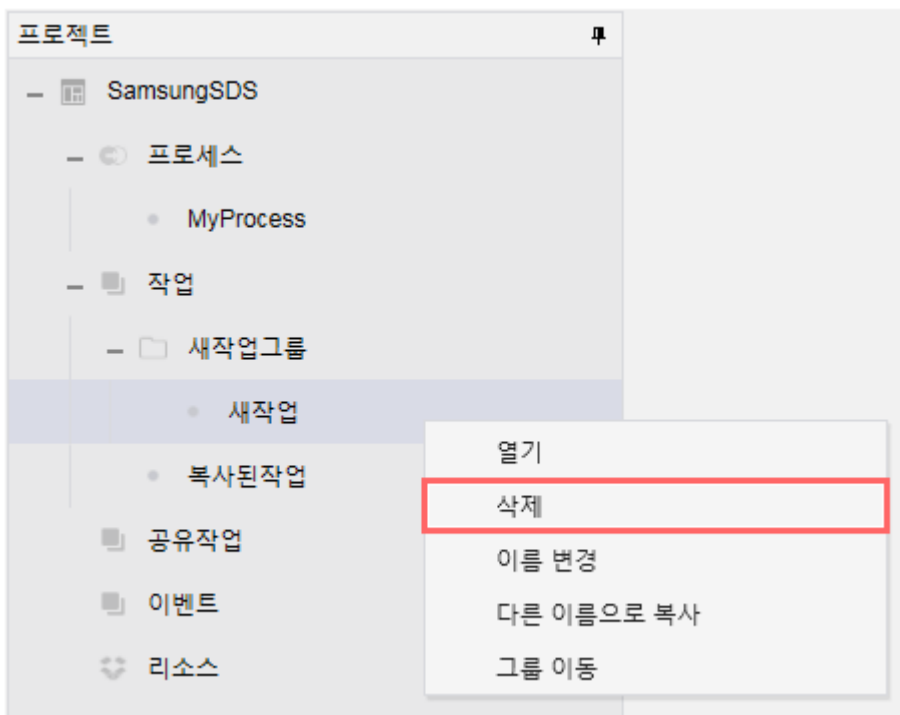 프로젝트
SamsungSDS
프로세스
MyProcess
작업
새작업그룹
새작업
복사된작업
공유작업
이벤트
리소스
열기
삭제
이름 변경
다른 이름으로 복사
그룹 이동